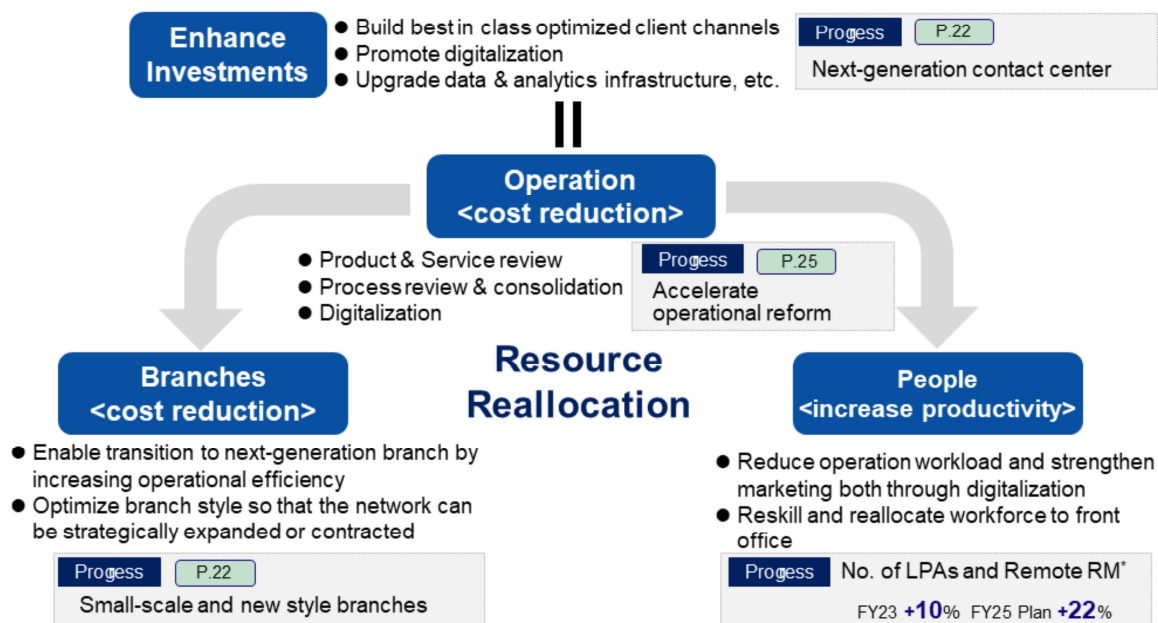 Enhance
Investments
● Build best in class optimized client channels
● Promote digitalization
● Upgrade data & analytics infrastructure, etc.
Progress P.22
Next-generation contact center
Operation
<cost reduction>
● Product & Service review
● Process review & consolidation
● Digitalization
Progress P.25
Accelerate
operational reform
Resource
Reallocation
Branches
<cost reduction>
● Enable transition to next-generation branch by
increasing operational efficiency
● Optimize branch style so that the network can
be strategically expanded or contracted
Progress P.22
Small-scale and new style branches
People
<increase productivity>
● Reduce operation workload and strengthen
marketing both through digitalization
● Reskill and reallocate workforce to front
office
Progress No. of LPAs and Remote RM*
FY23 +10% FY25 Plan +22%